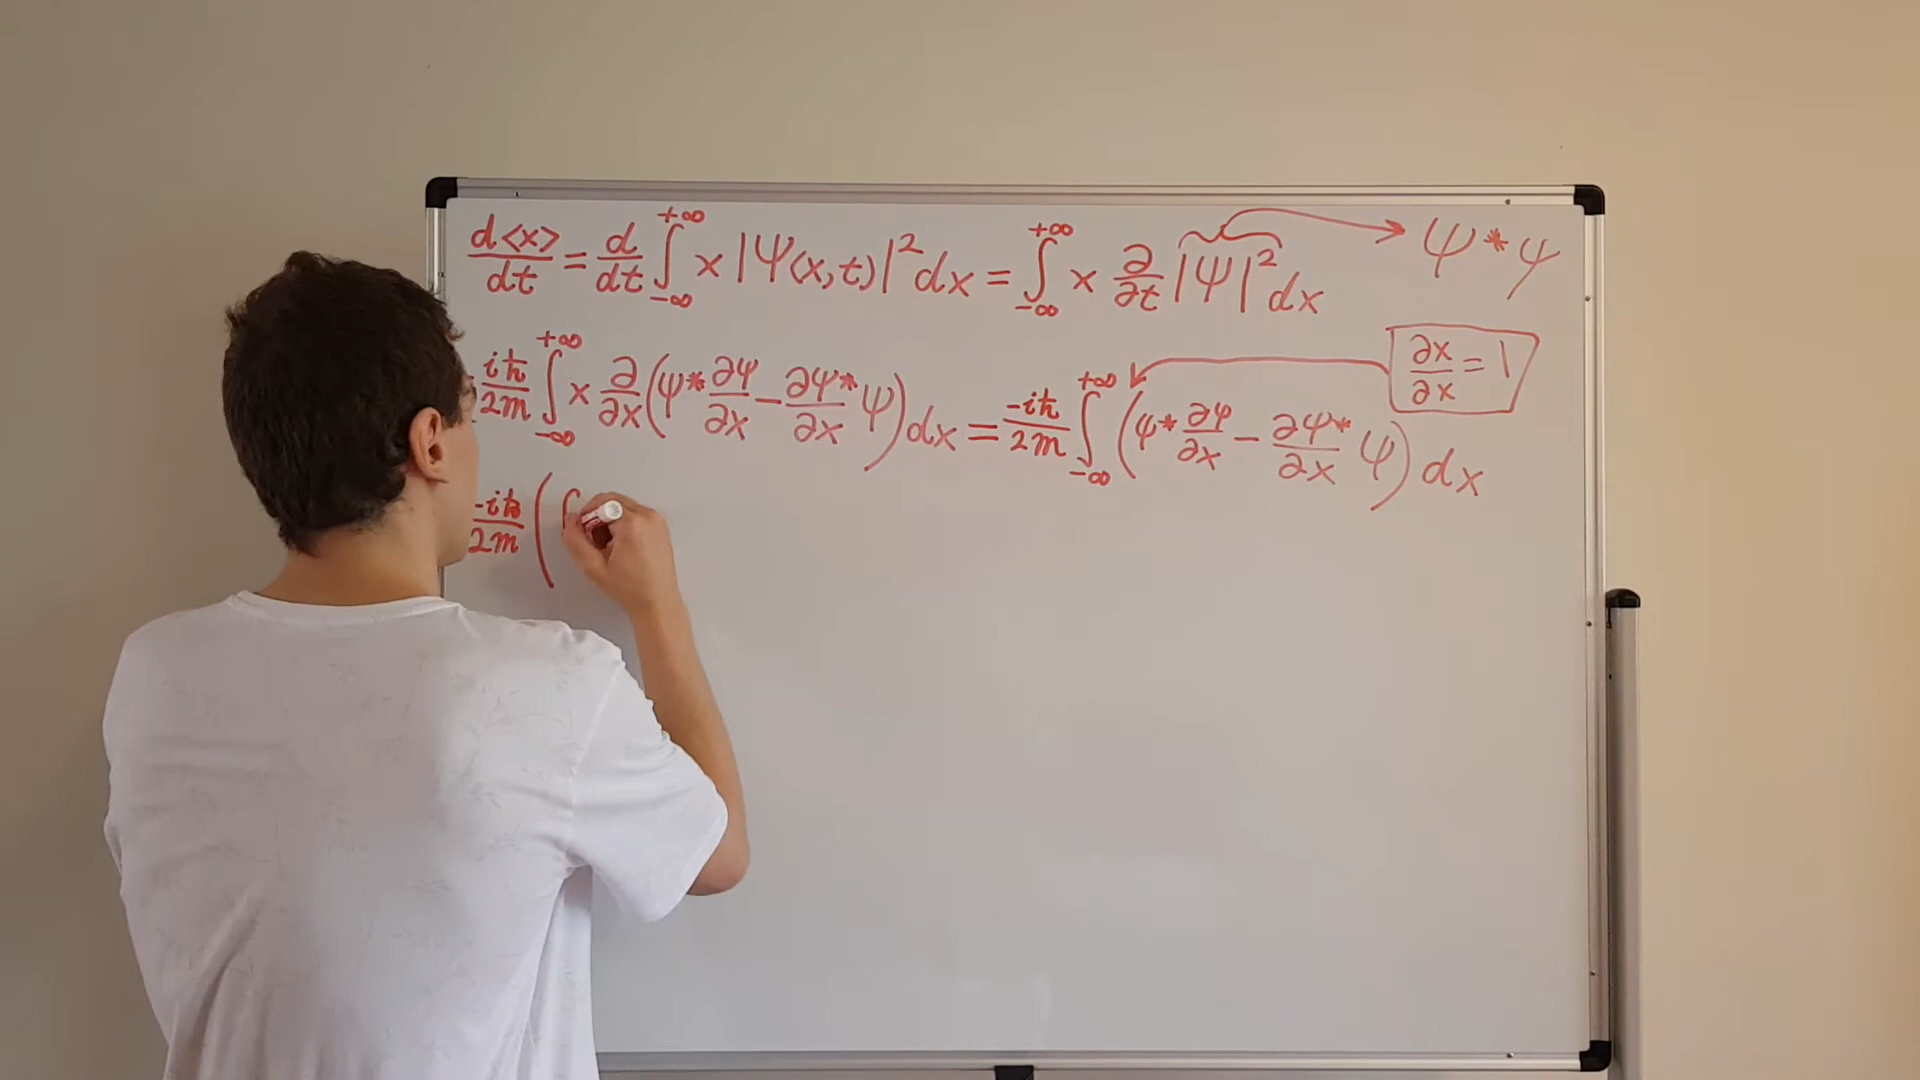 d<x>/dt = d/dt ∫_{-∞}^{+∞} x |Ψ(x,t)|² dx = ∫_{-∞}^{+∞} x ∂/∂t |Ψ|² dx → Ψ*Ψ
iħ/2m ∫_{-∞}^{+∞} x ∂/∂x (Ψ* ∂Ψ/∂x - ∂Ψ*/∂x Ψ) dx = -iħ/2m ∫_{-∞}^{+∞} (Ψ* ∂Ψ/∂x - ∂Ψ*/∂x Ψ) dx
∂x/∂x = 1
-iħ/2m ( ∫